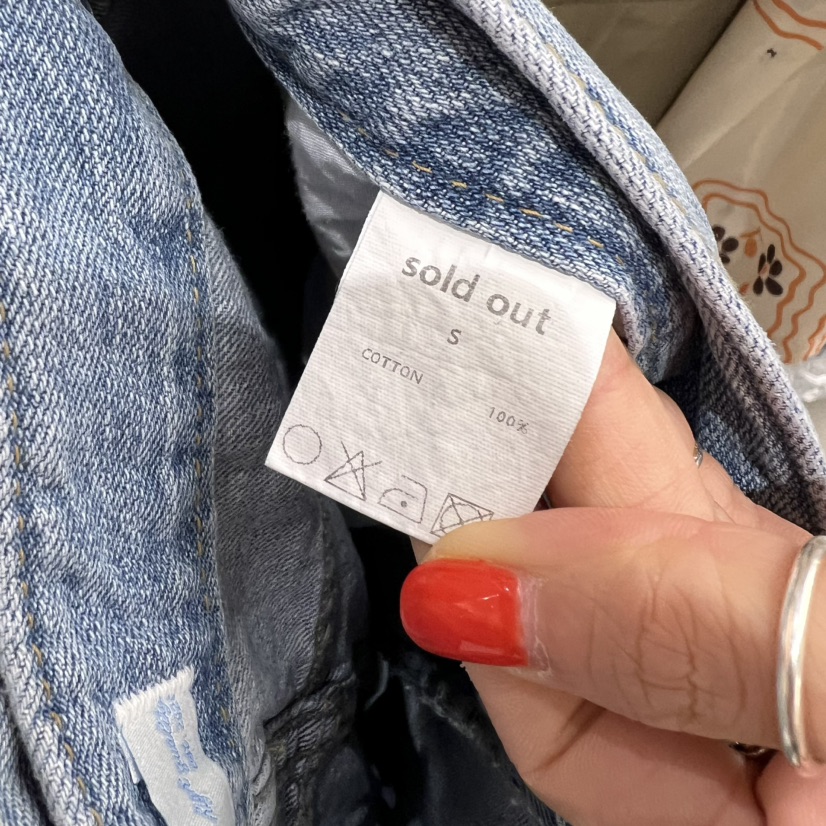 sold out
S
COTTON
100%